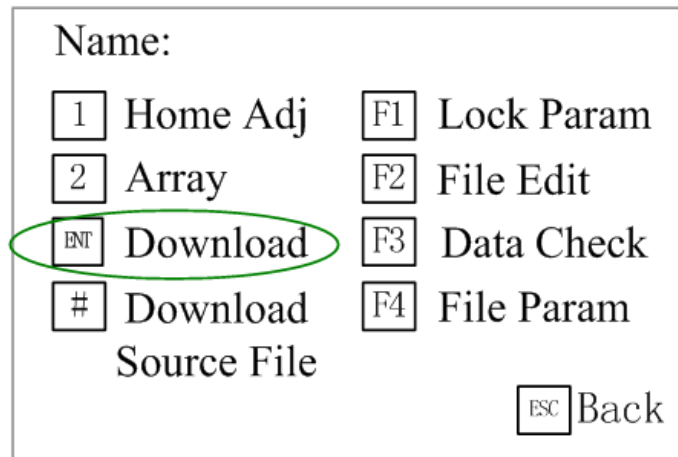 Name:
1 Home Adj F1 Lock Param
2 Array F2 File Edit
ENT Download F3 Data Check
# Download F4 File Param
Source File
ESC Back